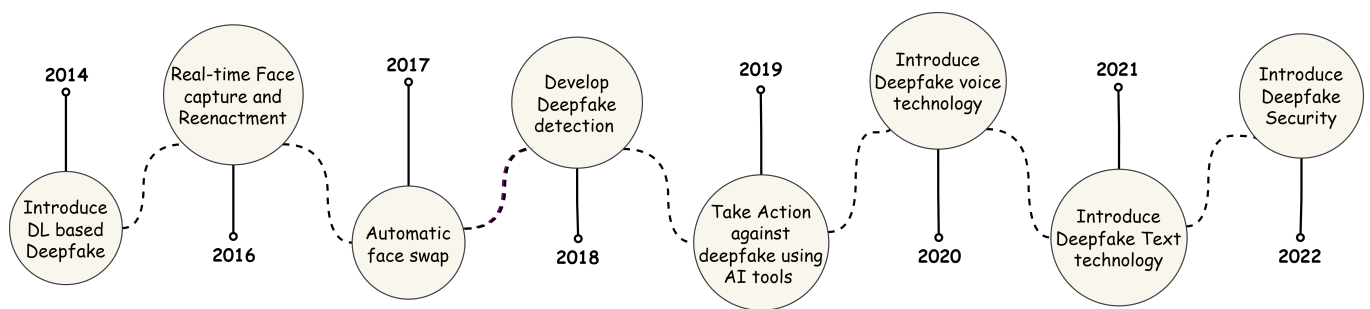 2014
Introduce
DL based
Deepfake
Real-time Face
capture and
Reenactment
2016
2017
Automatic
face swap
Develop
Deepfake
detection
2018
2019
Take Action
against
deepfake using
AI tools
Introduce
Deepfake voice
technology
2020
2021
Introduce
Deepfake Text
technology
Introduce
Deepfake
Security
2022